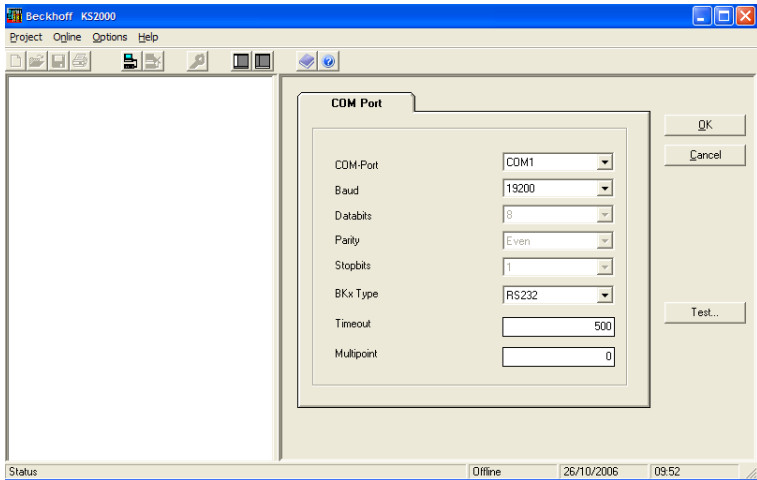 Beckhoff KS2000
Project Online Options Help
COM Port
COM-Port COM1
Baud 19200
Databits 8
Parity Even
Stopbits 1
BKx Type RS232
Timeout 500
Multipoint 0
OK
Cancel
Test...
Status Offline 26/10/2006 09:52